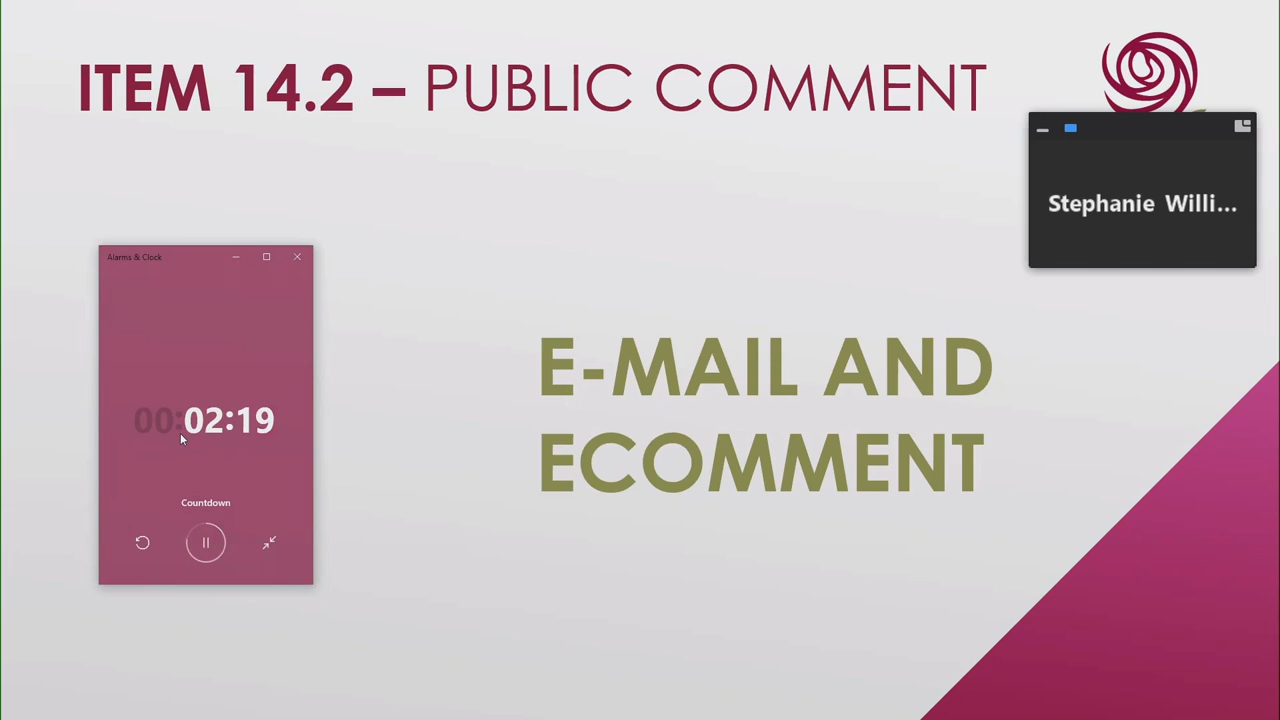 ITEM 14.2 – PUBLIC COMMENT
Stephanie Willi...
Alarms & Clock
00:02:19
Countdown
E-MAIL AND
ECOMMENT